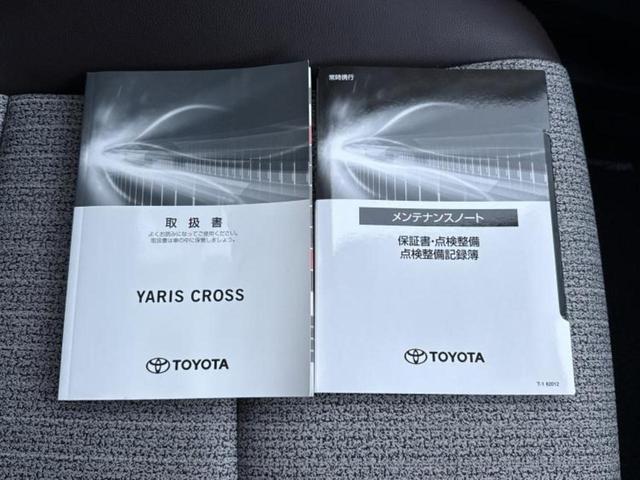 取扱書
よくお読みになってご使用ください。
取扱書は車の中に保管しましょう。
YARIS CROSS
TOYOTA
常時携行
メンテナンスノート
保証書・点検整備
点検整備記録簿
TOYOTA
T-1 62012